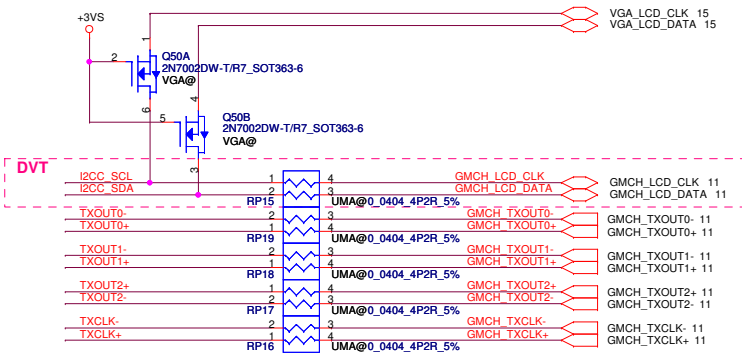 +3VS
VGA_LCD_CLK 15
VGA_LCD_DATA 15
1
2
Q50A
2N7002DW-T/R7_SOT363-6
VGA@
6
4
5
Q50B
2N7002DW-T/R7_SOT363-6
VGA@
3
DVT
I2CC_SCL 1 4 GMCH_LCD_CLK GMCH_LCD_CLK 11
I2CC_SDA 2 3 GMCH_LCD_DATA GMCH_LCD_DATA 11
RP15 UMA@0_0404_4P2R_5%
TXOUT0- 2 3 GMCH_TXOUT0- GMCH_TXOUT0- 11
TXOUT0+ 1 4 GMCH_TXOUT0+ GMCH_TXOUT0+ 11
RP19 UMA@0_0404_4P2R_5%
TXOUT1- 2 3 GMCH_TXOUT1- GMCH_TXOUT1- 11
TXOUT1+ 1 4 GMCH_TXOUT1+ GMCH_TXOUT1+ 11
RP18 UMA@0_0404_4P2R_5%
TXOUT2+ 1 4 GMCH_TXOUT2+ GMCH_TXOUT2+ 11
TXOUT2- 2 3 GMCH_TXOUT2- GMCH_TXOUT2- 11
RP17 UMA@0_0404_4P2R_5%
TXCLK- 2 3 GMCH_TXCLK- GMCH_TXCLK- 11
TXCLK+ 1 4 GMCH_TXCLK+ GMCH_TXCLK+ 11
RP16 UMA@0_0404_4P2R_5%